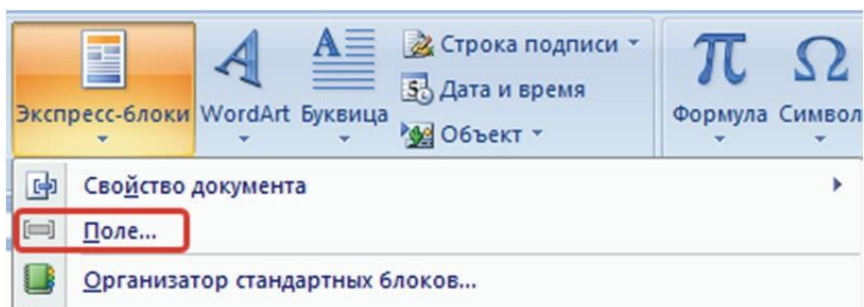 Экспресс-блоки
WordArt
Буквица
Строка подписи
Дата и время
Объект
Формула
Символ
Свойство документа
Поле...
Организатор стандартных блоков...